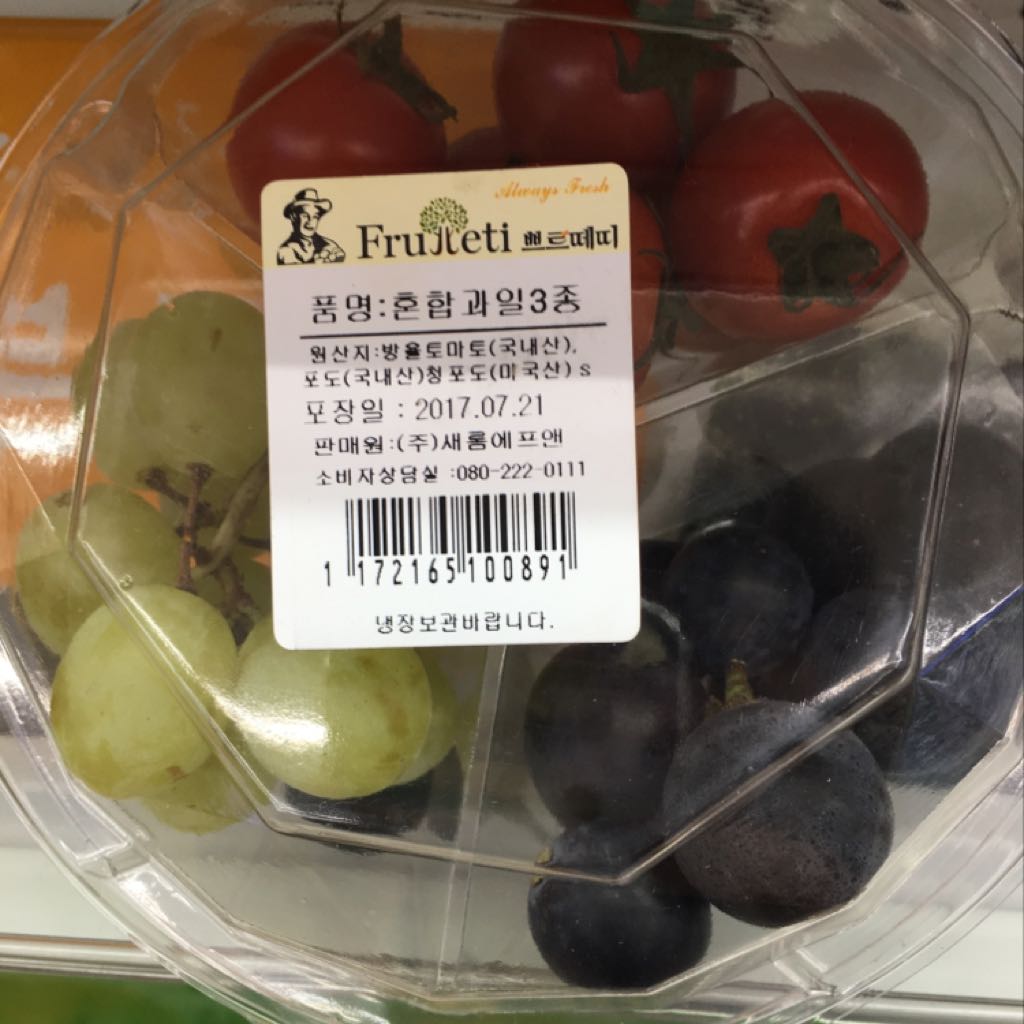 Always Fresh
Fruiteti 쁘르떼띠
품명:혼합과일3종
원산지:방울토마토(국내산),
포도(국내산)청포도(미국산) s
포장일 : 2017.07.21
판매원:(주)새롬에프앤
소비자상담실 :080-222-0111
1 172165 100891
냉장보관바랍니다.